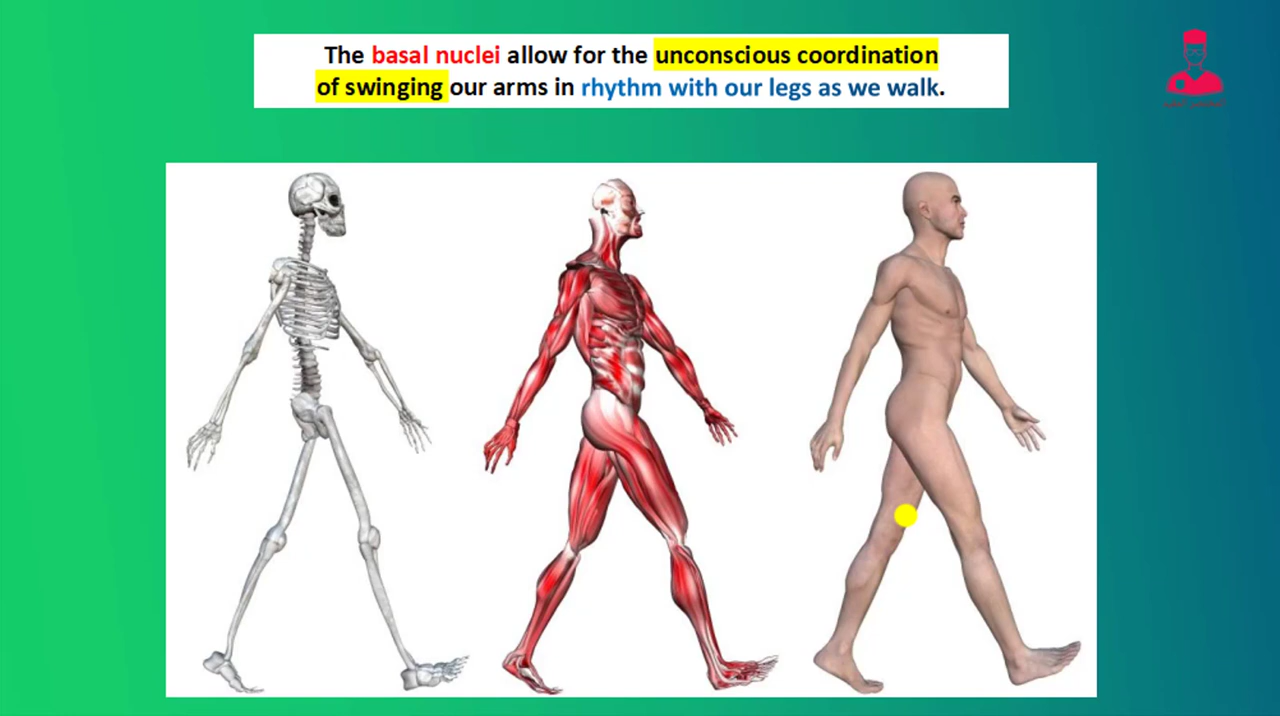 The basal nuclei allow for the unconscious coordination
of swinging our arms in rhythm with our legs as we walk.